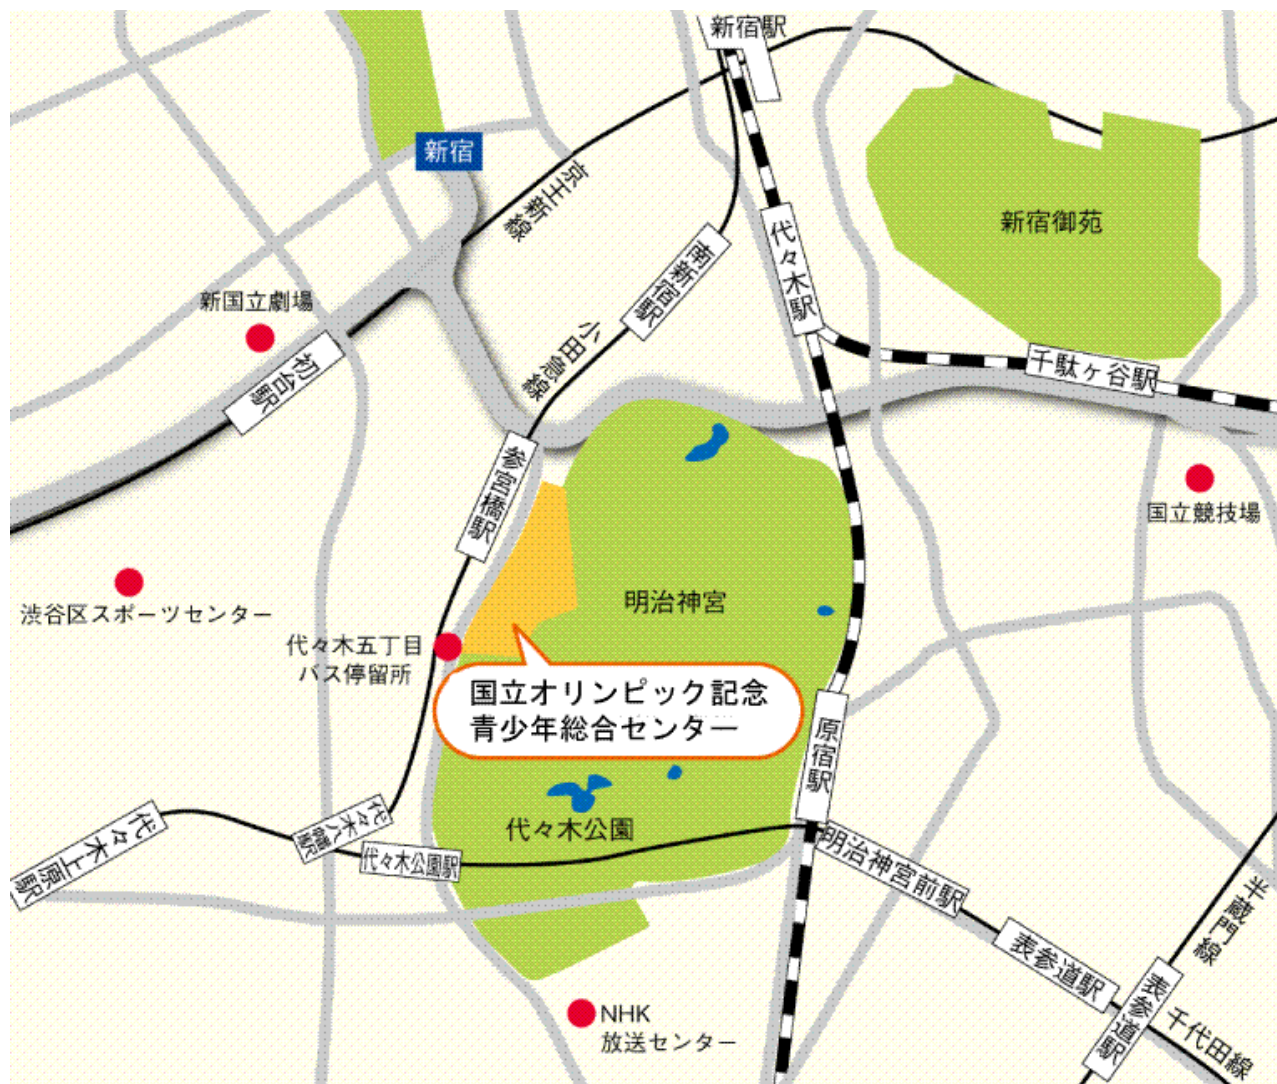 新宿駅
新宿
京王新線
新宿御苑
代々木駅
南新宿駅
新国立劇場
小田急線
初台駅
千駄ヶ谷駅
参宮橋駅
国立競技場
渋谷区スポーツセンター
明治神宮
代々木五丁目
バス停留所
国立オリンピック記念
青少年総合センター
原宿駅
代々木公園
代々木上原駅
代々木八幡駅
代々木公園駅
明治神宮前駅
半蔵門線
表参道駅
表参道駅
千代田線
NHK
放送センター